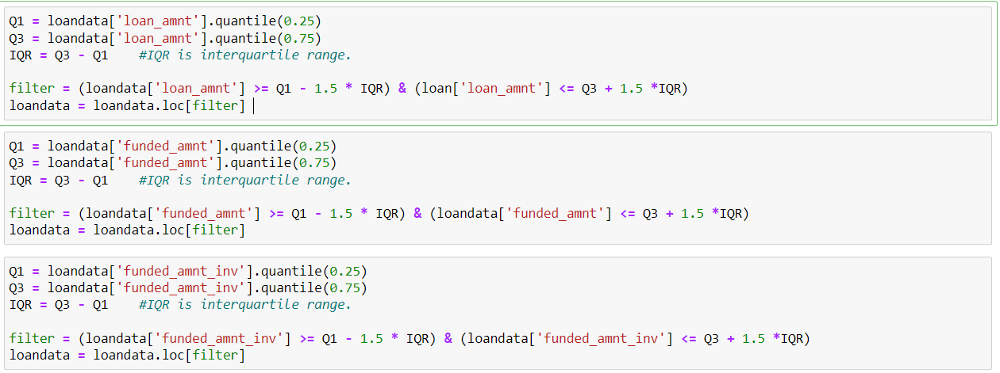 Q1 = loandata['loan_amnt'].quantile(0.25)
Q3 = loandata['loan_amnt'].quantile(0.75)
IQR = Q3 - Q1    #IQR is interquartile range.
filter = (loandata['loan_amnt'] >= Q1 - 1.5 * IQR) & (loan['loan_amnt'] <= Q3 + 1.5 *IQR)
loandata = loandata.loc[filter]
Q1 = loandata['funded_amnt'].quantile(0.25)
Q3 = loandata['funded_amnt'].quantile(0.75)
IQR = Q3 - Q1    #IQR is interquartile range.
filter = (loandata['funded_amnt'] >= Q1 - 1.5 * IQR) & (loandata['funded_amnt'] <= Q3 + 1.5 *IQR)
loandata = loandata.loc[filter]
Q1 = loandata['funded_amnt_inv'].quantile(0.25)
Q3 = loandata['funded_amnt_inv'].quantile(0.75)
IQR = Q3 - Q1    #IQR is interquartile range.
filter = (loandata['funded_amnt_inv'] >= Q1 - 1.5 * IQR) & (loandata['funded_amnt_inv'] <= Q3 + 1.5 *IQR)
loandata = loandata.loc[filter]